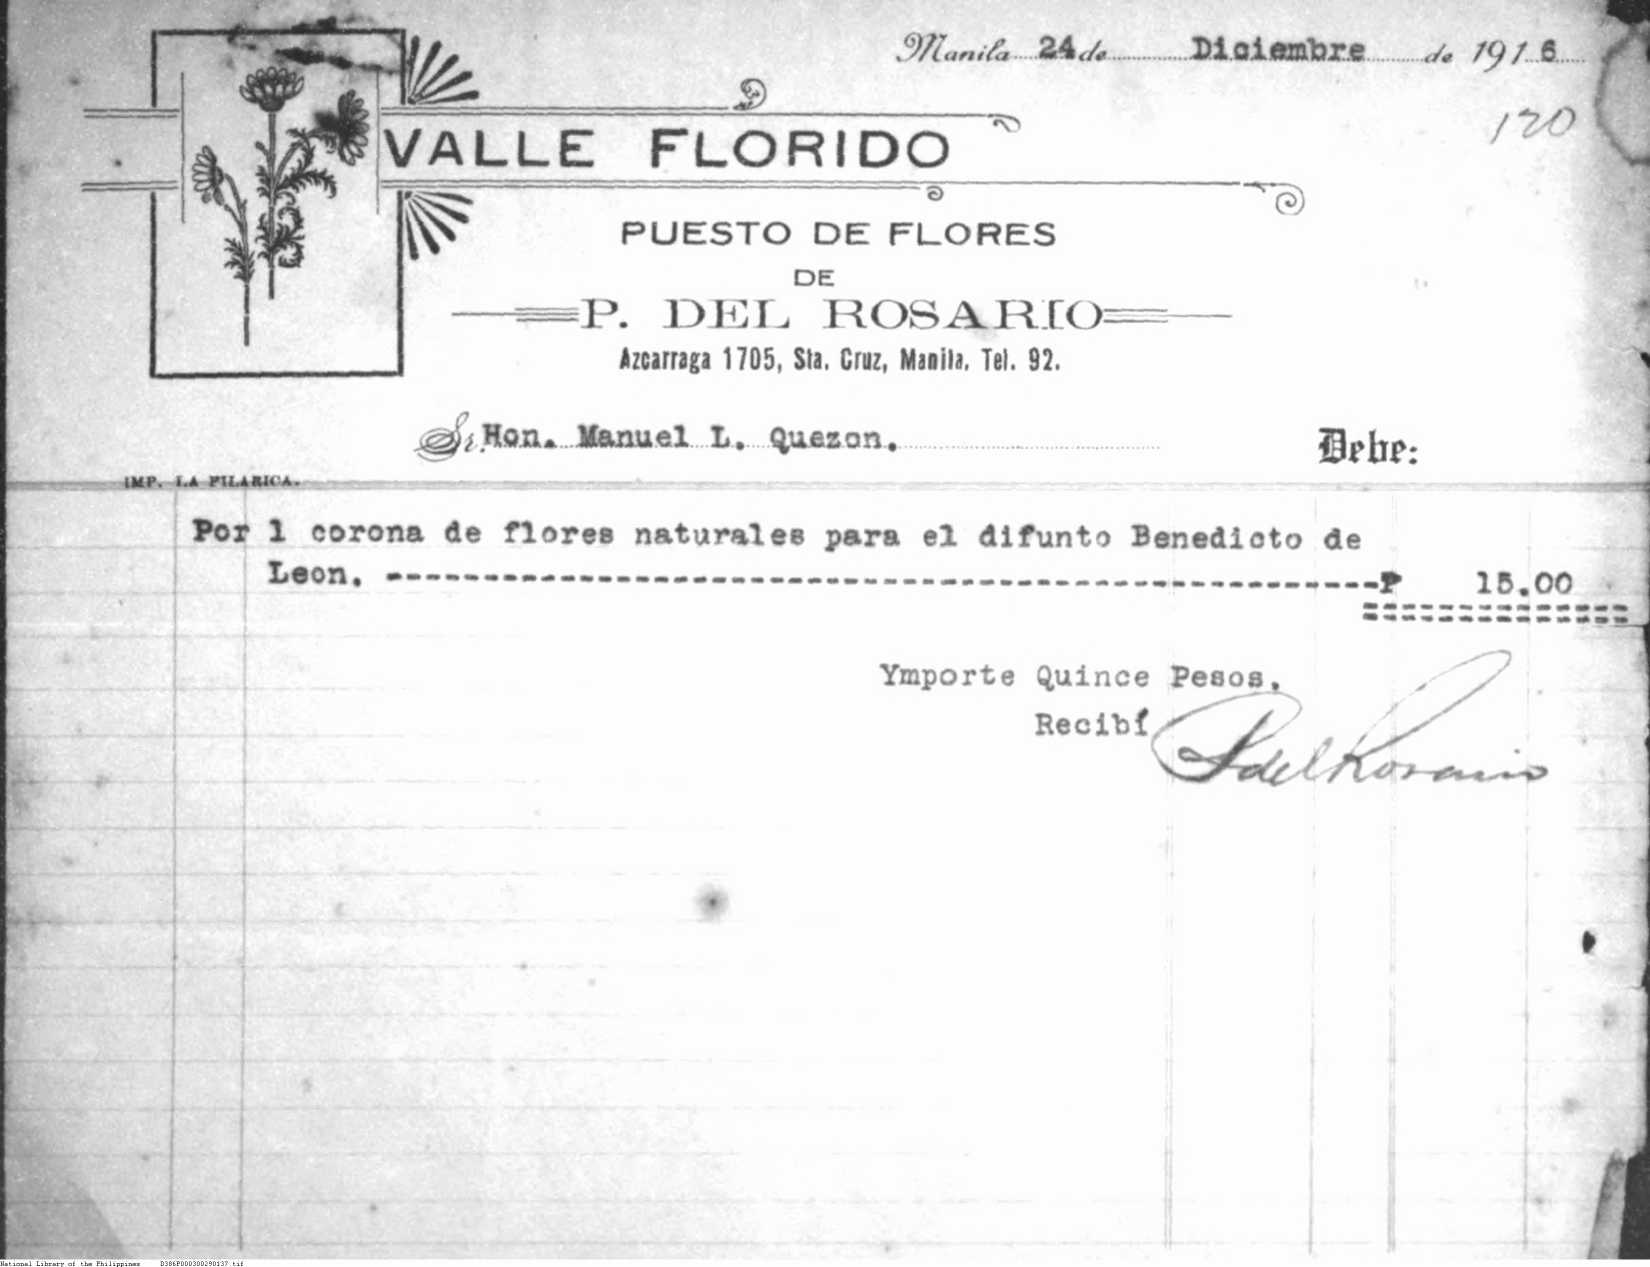 Manila 24 de Diciembre de 1916
120
VALLE FLORIDO
PUESTO DE FLORES
DE
P. DEL ROSARIO
Azcarraga 1705, Sta. Cruz, Manila. Tel. 92.
Sr. Hon. Manuel L. Quezon. Debe:
IMP. LA PILARICA.
Por 1 corona de flores naturales para el difunto Benedicto de
Leon. ----------------------------------------------------₱ 15.00
Ymporte Quince Pesos.
Recibí
P del Rosario
National Library of the Philippines D386P000300290137.tif